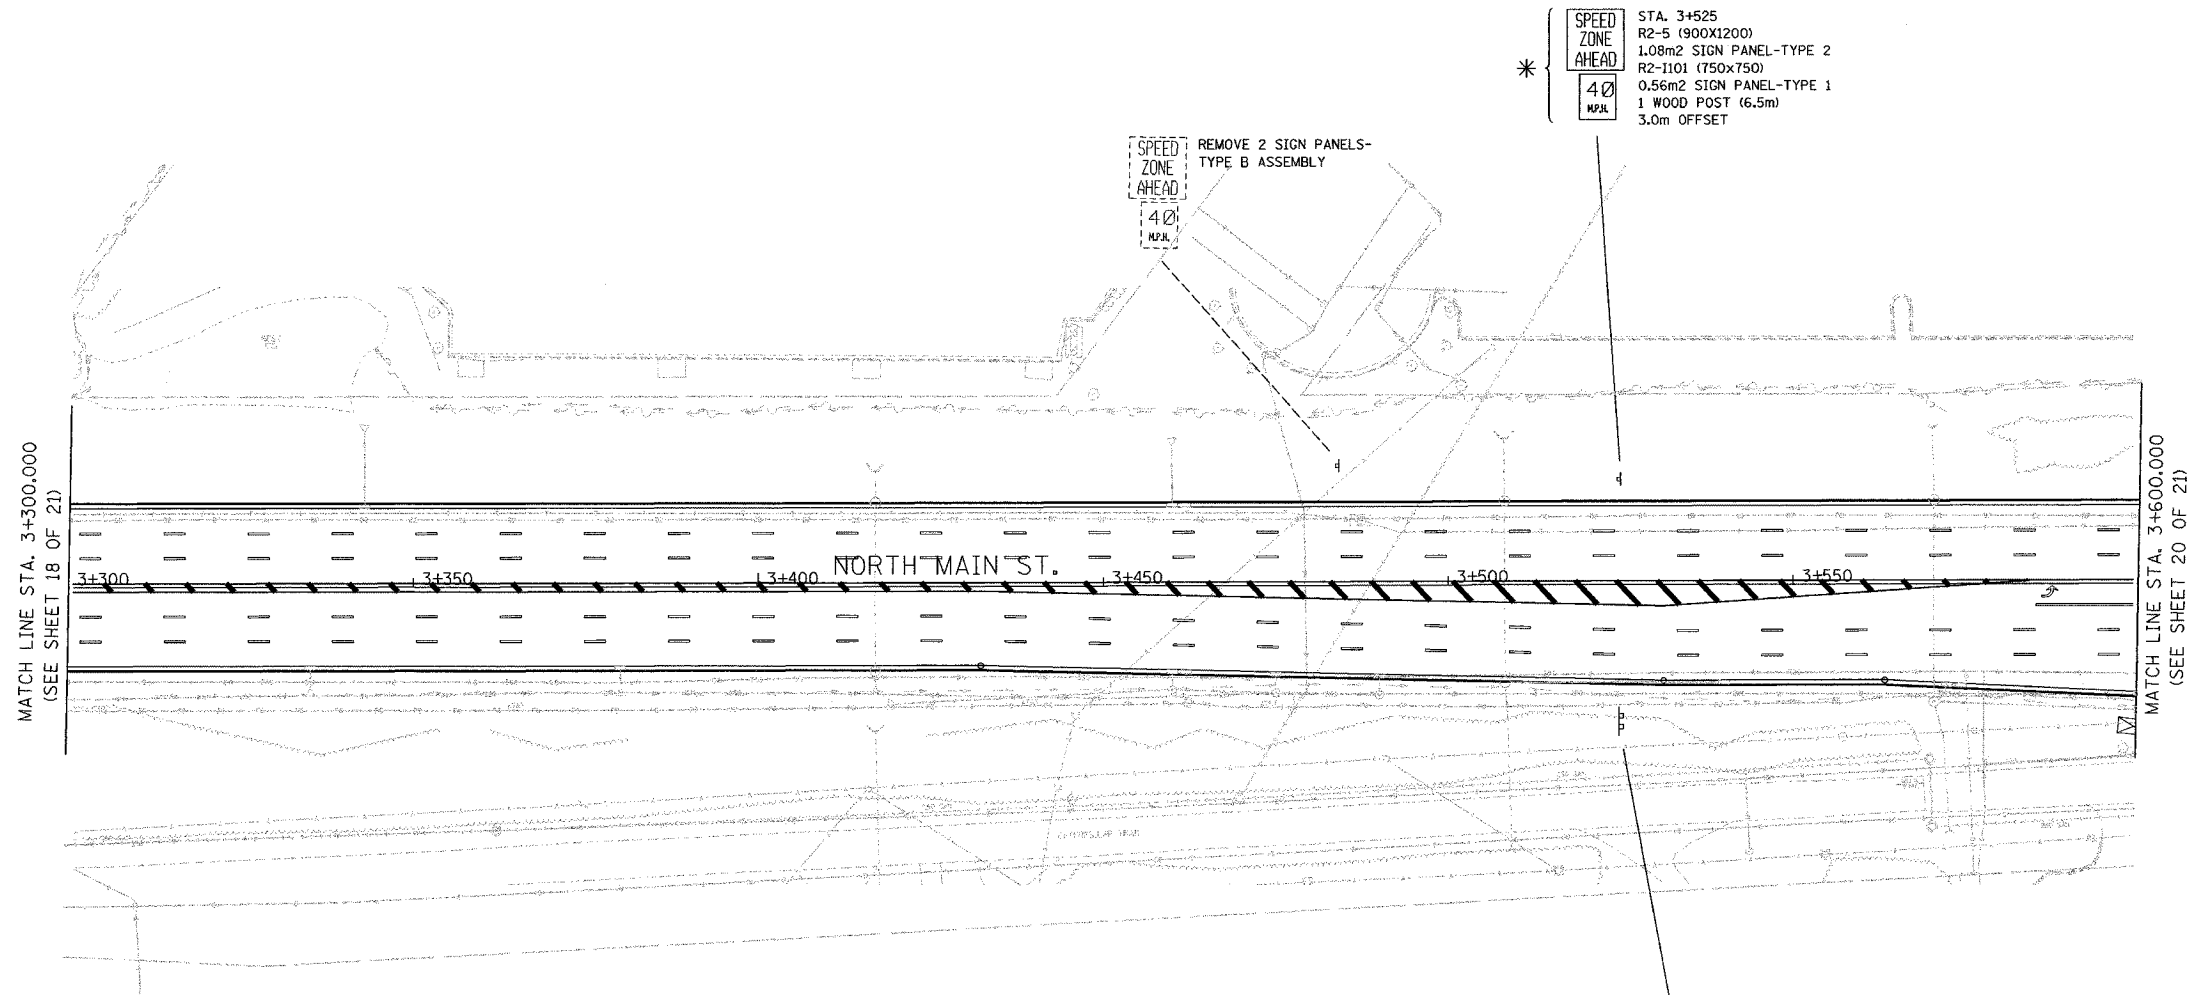 SPEED
ZONE
AHEAD
40
M.P.H.
STA. 3+525
R2-5 (900X1200)
1.08m2 SIGN PANEL-TYPE 2
R2-I101 (750x750)
0.56m2 SIGN PANEL-TYPE 1
1 WOOD POST (6.5m)
3.0m OFFSET
SPEED
ZONE
AHEAD
40
M.P.H.
REMOVE 2 SIGN PANELS-
TYPE B ASSEMBLY
MATCH LINE STA. 3+300.000
(SEE SHEET 18 OF 21)
NORTH MAIN ST.
3+300
3+350
3+400
3+450
3+500
3+550
MATCH LINE STA. 3+600.000
(SEE SHEET 20 OF 21)